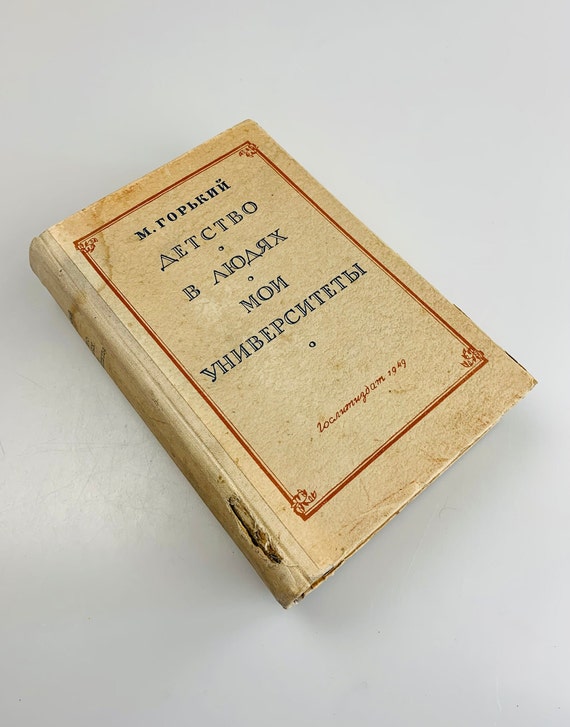 М. ГОРЬКИЙ
ДЕТСТВО
В ЛЮДЯХ
МОИ
УНИВЕРСИТЕТЫ
Гослитиздат 1949